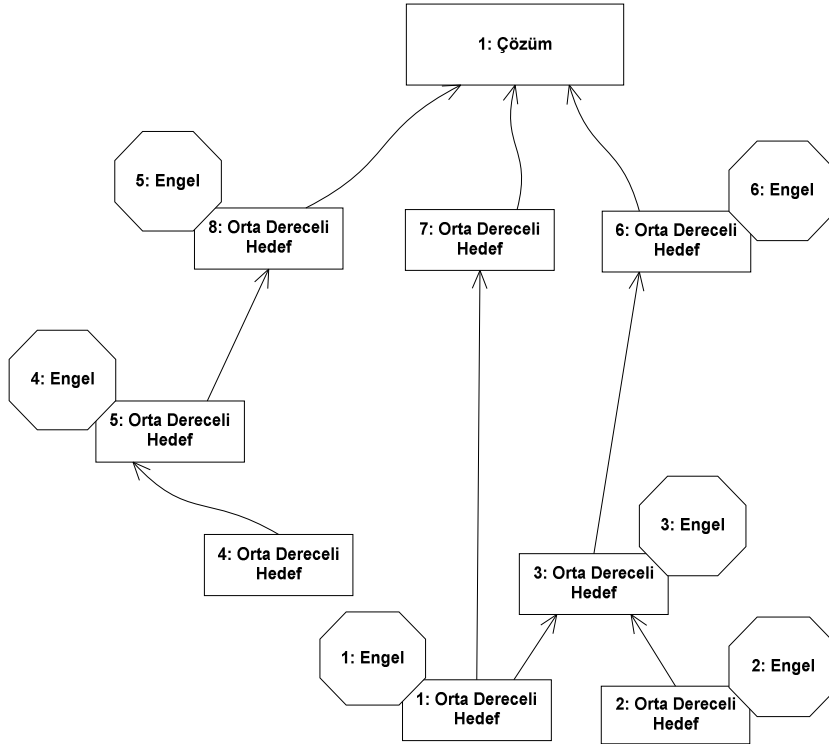 1: Çözüm
5: Engel
6: Engel
8: Orta Dereceli
Hedef
7: Orta Dereceli
Hedef
6: Orta Dereceli
Hedef
4: Engel
5: Orta Dereceli
Hedef
3: Engel
4: Orta Dereceli
Hedef
3: Orta Dereceli
Hedef
1: Engel
2: Engel
1: Orta Dereceli
Hedef
2: Orta Dereceli
Hedef